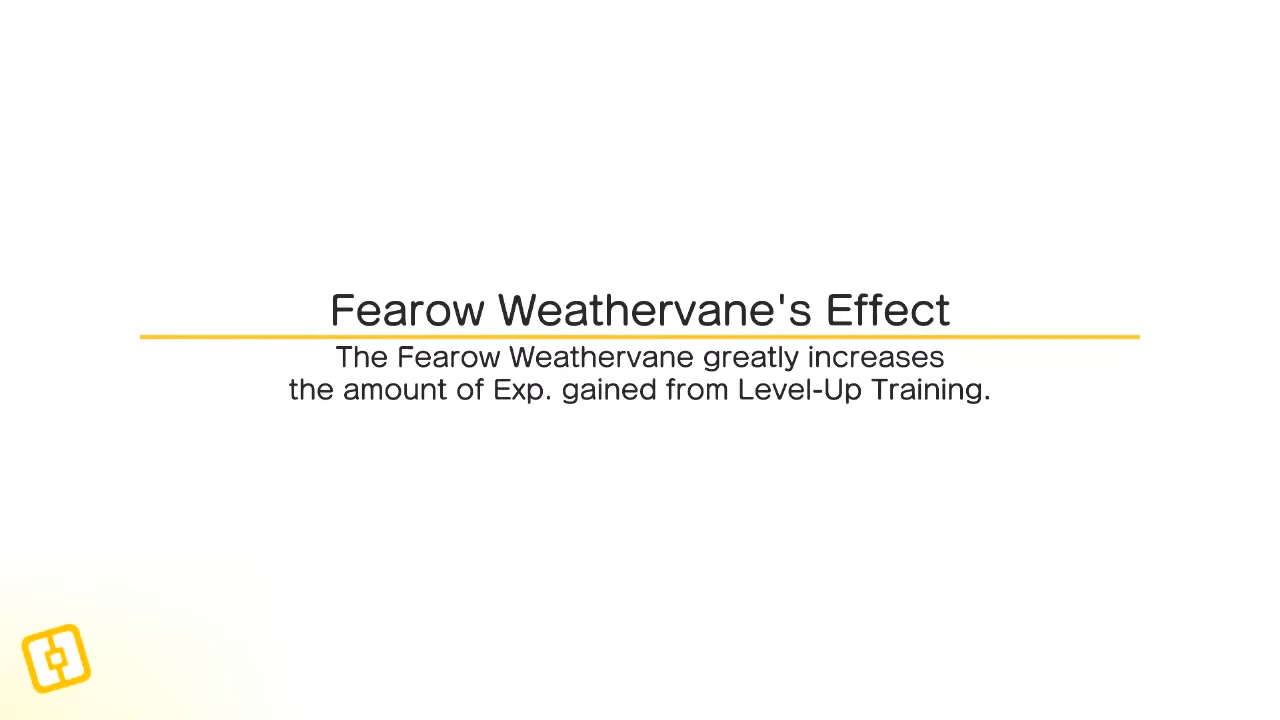 Fearow Weathervane's Effect
The Fearow Weathervane greatly increases
the amount of Exp. gained from Level-Up Training.